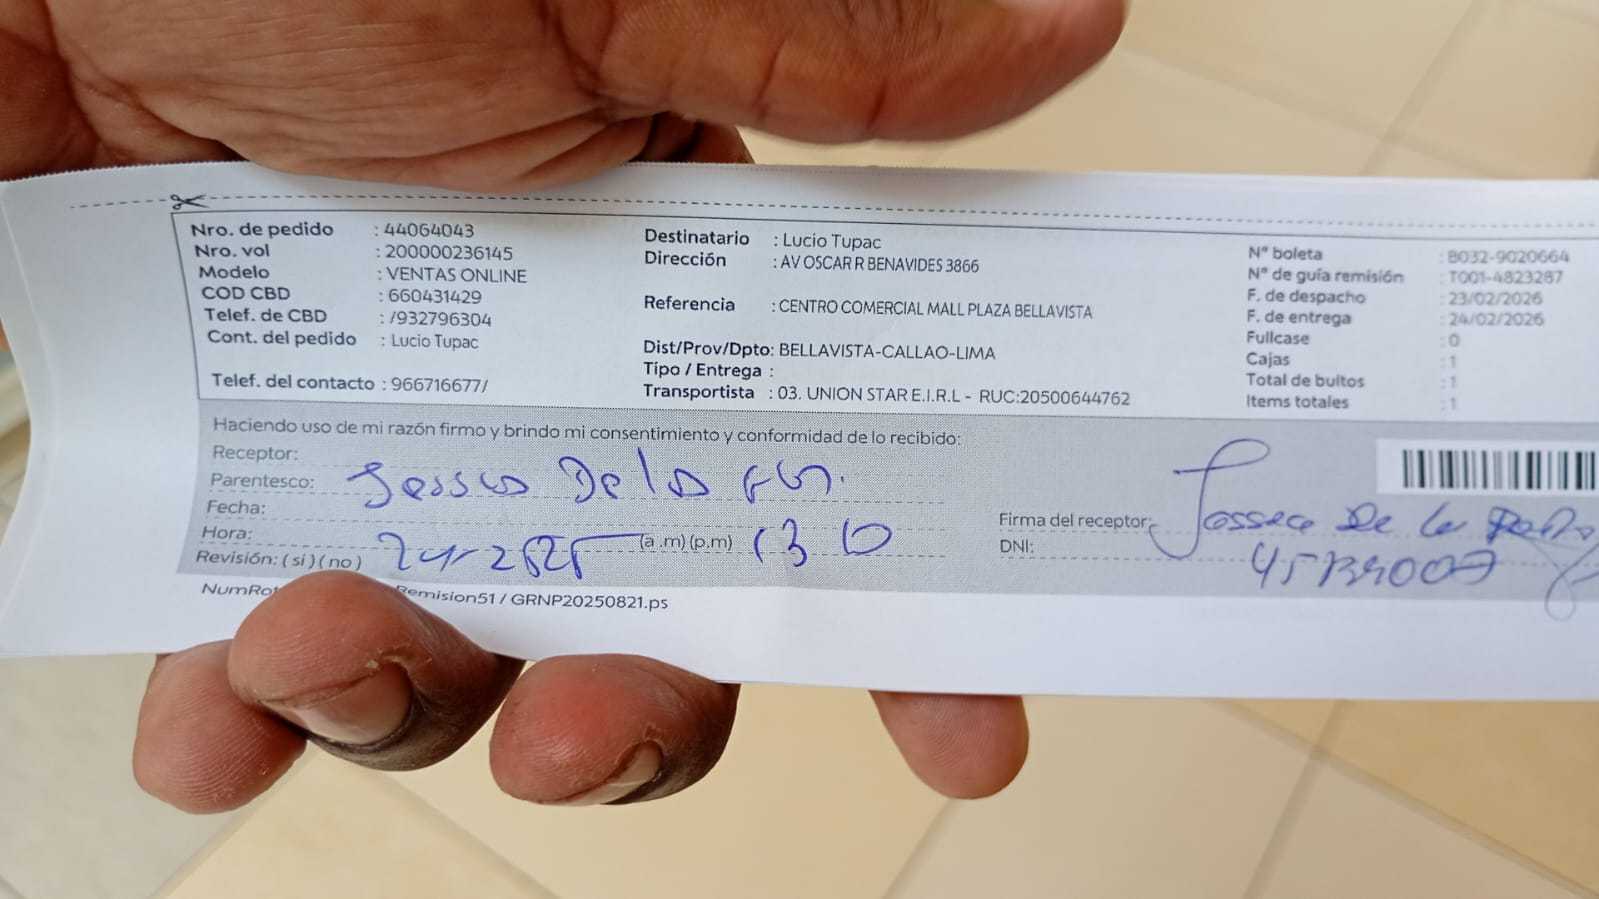 Nro. de pedido : 44064043
Nro. vol : 200000236145
Modelo : VENTAS ONLINE
COD CBD : 660431429
Telef. de CBD : /932796304
Cont. del pedido : Lucio Tupac
Telef. del contacto : 966716677/
Destinatario : Lucio Tupac
Dirección : AV OSCAR R BENAVIDES 3866
Referencia : CENTRO COMERCIAL MALL PLAZA BELLAVISTA
Dist/Prov/Dpto: BELLAVISTA-CALLAO-LIMA
Tipo / Entrega :
Transportista : 03. UNION STAR E.I.R.L - RUC:20500644762
N° boleta : B032-9020664
N° de guía remisión : T001-4823287
F. de despacho : 23/02/2026
F. de entrega : 24/02/2026
Fullcase : 0
Cajas : 1
Total de bultos : 1
Items totales : 1
Haciendo uso de mi razón firmo y brindo mi consentimiento y conformidad de lo recibido:
Receptor:
Parentesco: De la
Fecha:
Hora: (a.m)(p.m)
Revisión: ( si ) ( no )
Firma del receptor: De la
DNI:
Remision51 / GRNP20250821.ps